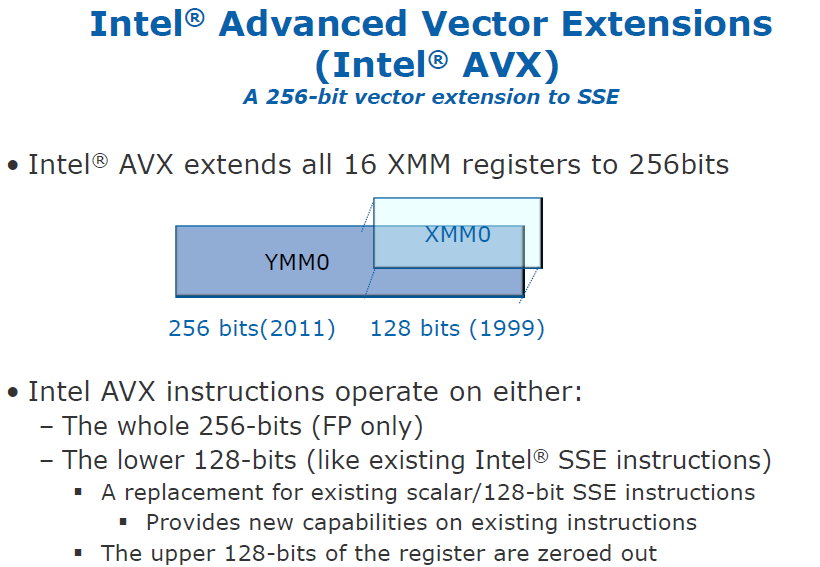 Intel® Advanced Vector Extensions
(Intel® AVX)
A 256-bit vector extension to SSE
• Intel® AVX extends all 16 XMM registers to 256bits
XMM0
YMM0
256 bits(2011) 128 bits (1999)
• Intel AVX instructions operate on either:
– The whole 256-bits (FP only)
– The lower 128-bits (like existing Intel® SSE instructions)
▪ A replacement for existing scalar/128-bit SSE instructions
▪ Provides new capabilities on existing instructions
▪ The upper 128-bits of the register are zeroed out